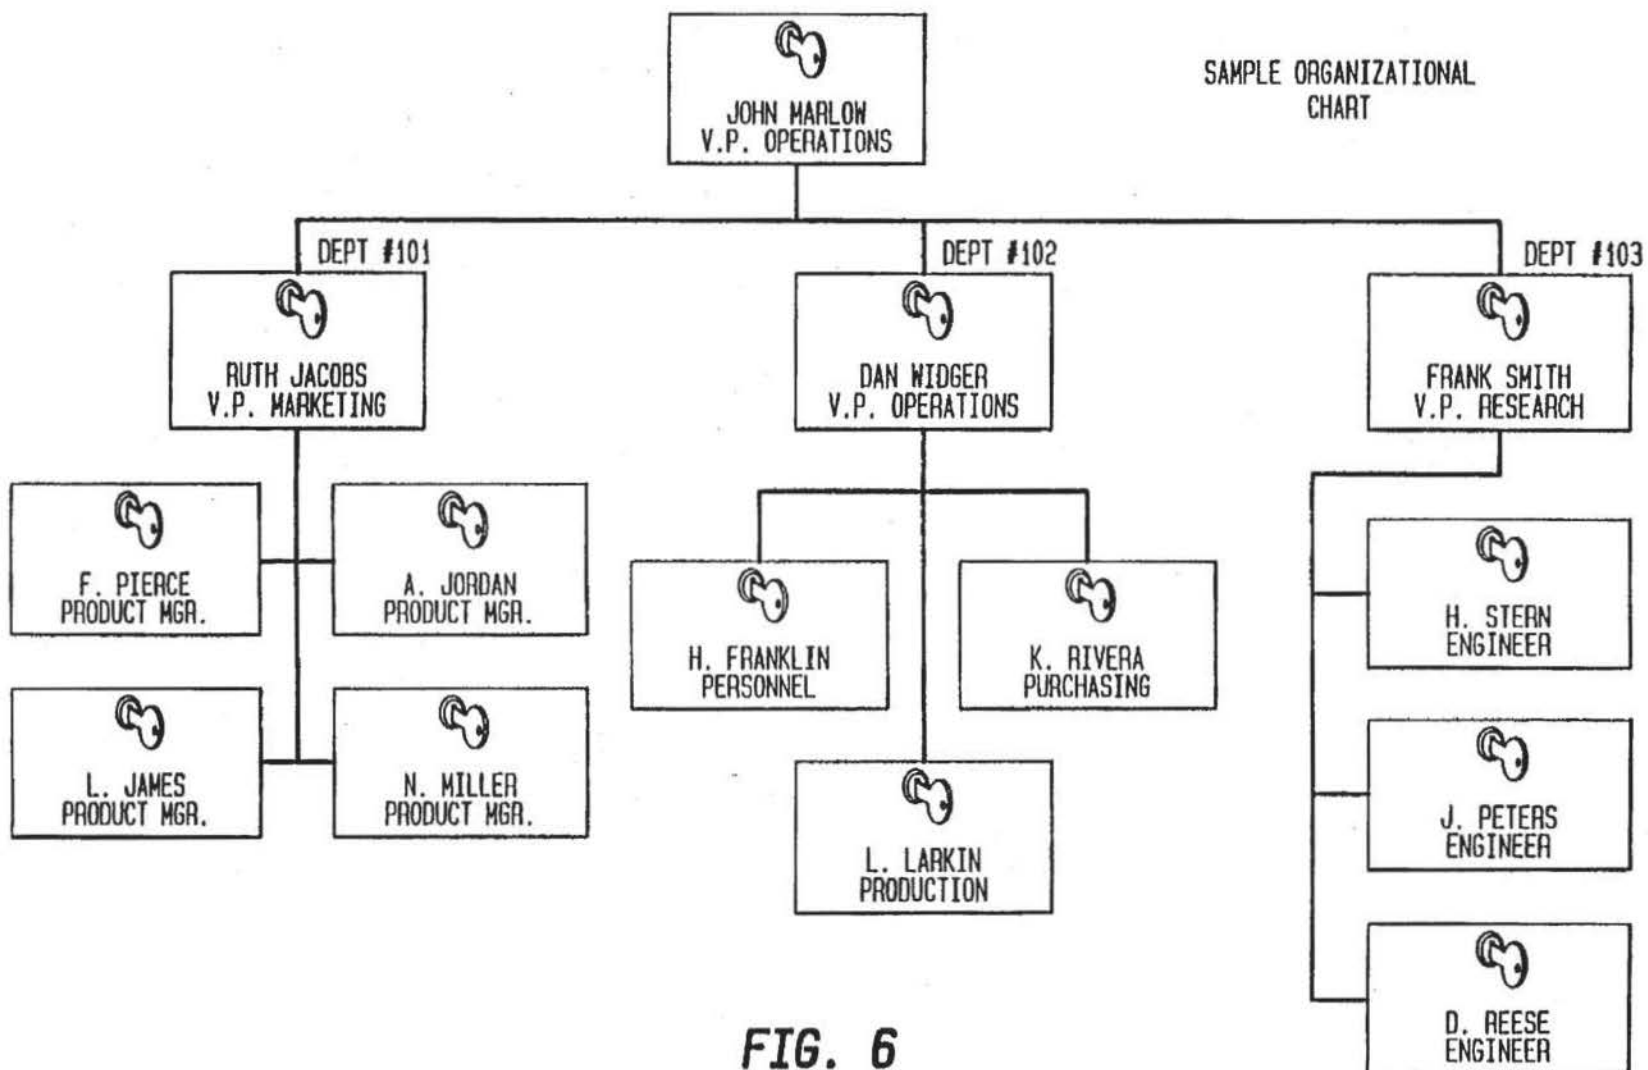 JOHN MARLOW
V.P. OPERATIONS
SAMPLE ORGANIZATIONAL
CHART
DEPT #101
DEPT #102
DEPT #103
RUTH JACOBS
V.P. MARKETING
DAN WIDGER
V.P. OPERATIONS
FRANK SMITH
V.P. RESEARCH
F. PIERCE
PRODUCT MGR.
A. JORDAN
PRODUCT MGR.
H. FRANKLIN
PERSONNEL
K. RIVERA
PURCHASING
H. STERN
ENGINEER
L. JAMES
PRODUCT MGR.
N. MILLER
PRODUCT MGR.
L. LARKIN
PRODUCTION
J. PETERS
ENGINEER
D. REESE
ENGINEER
FIG. 6